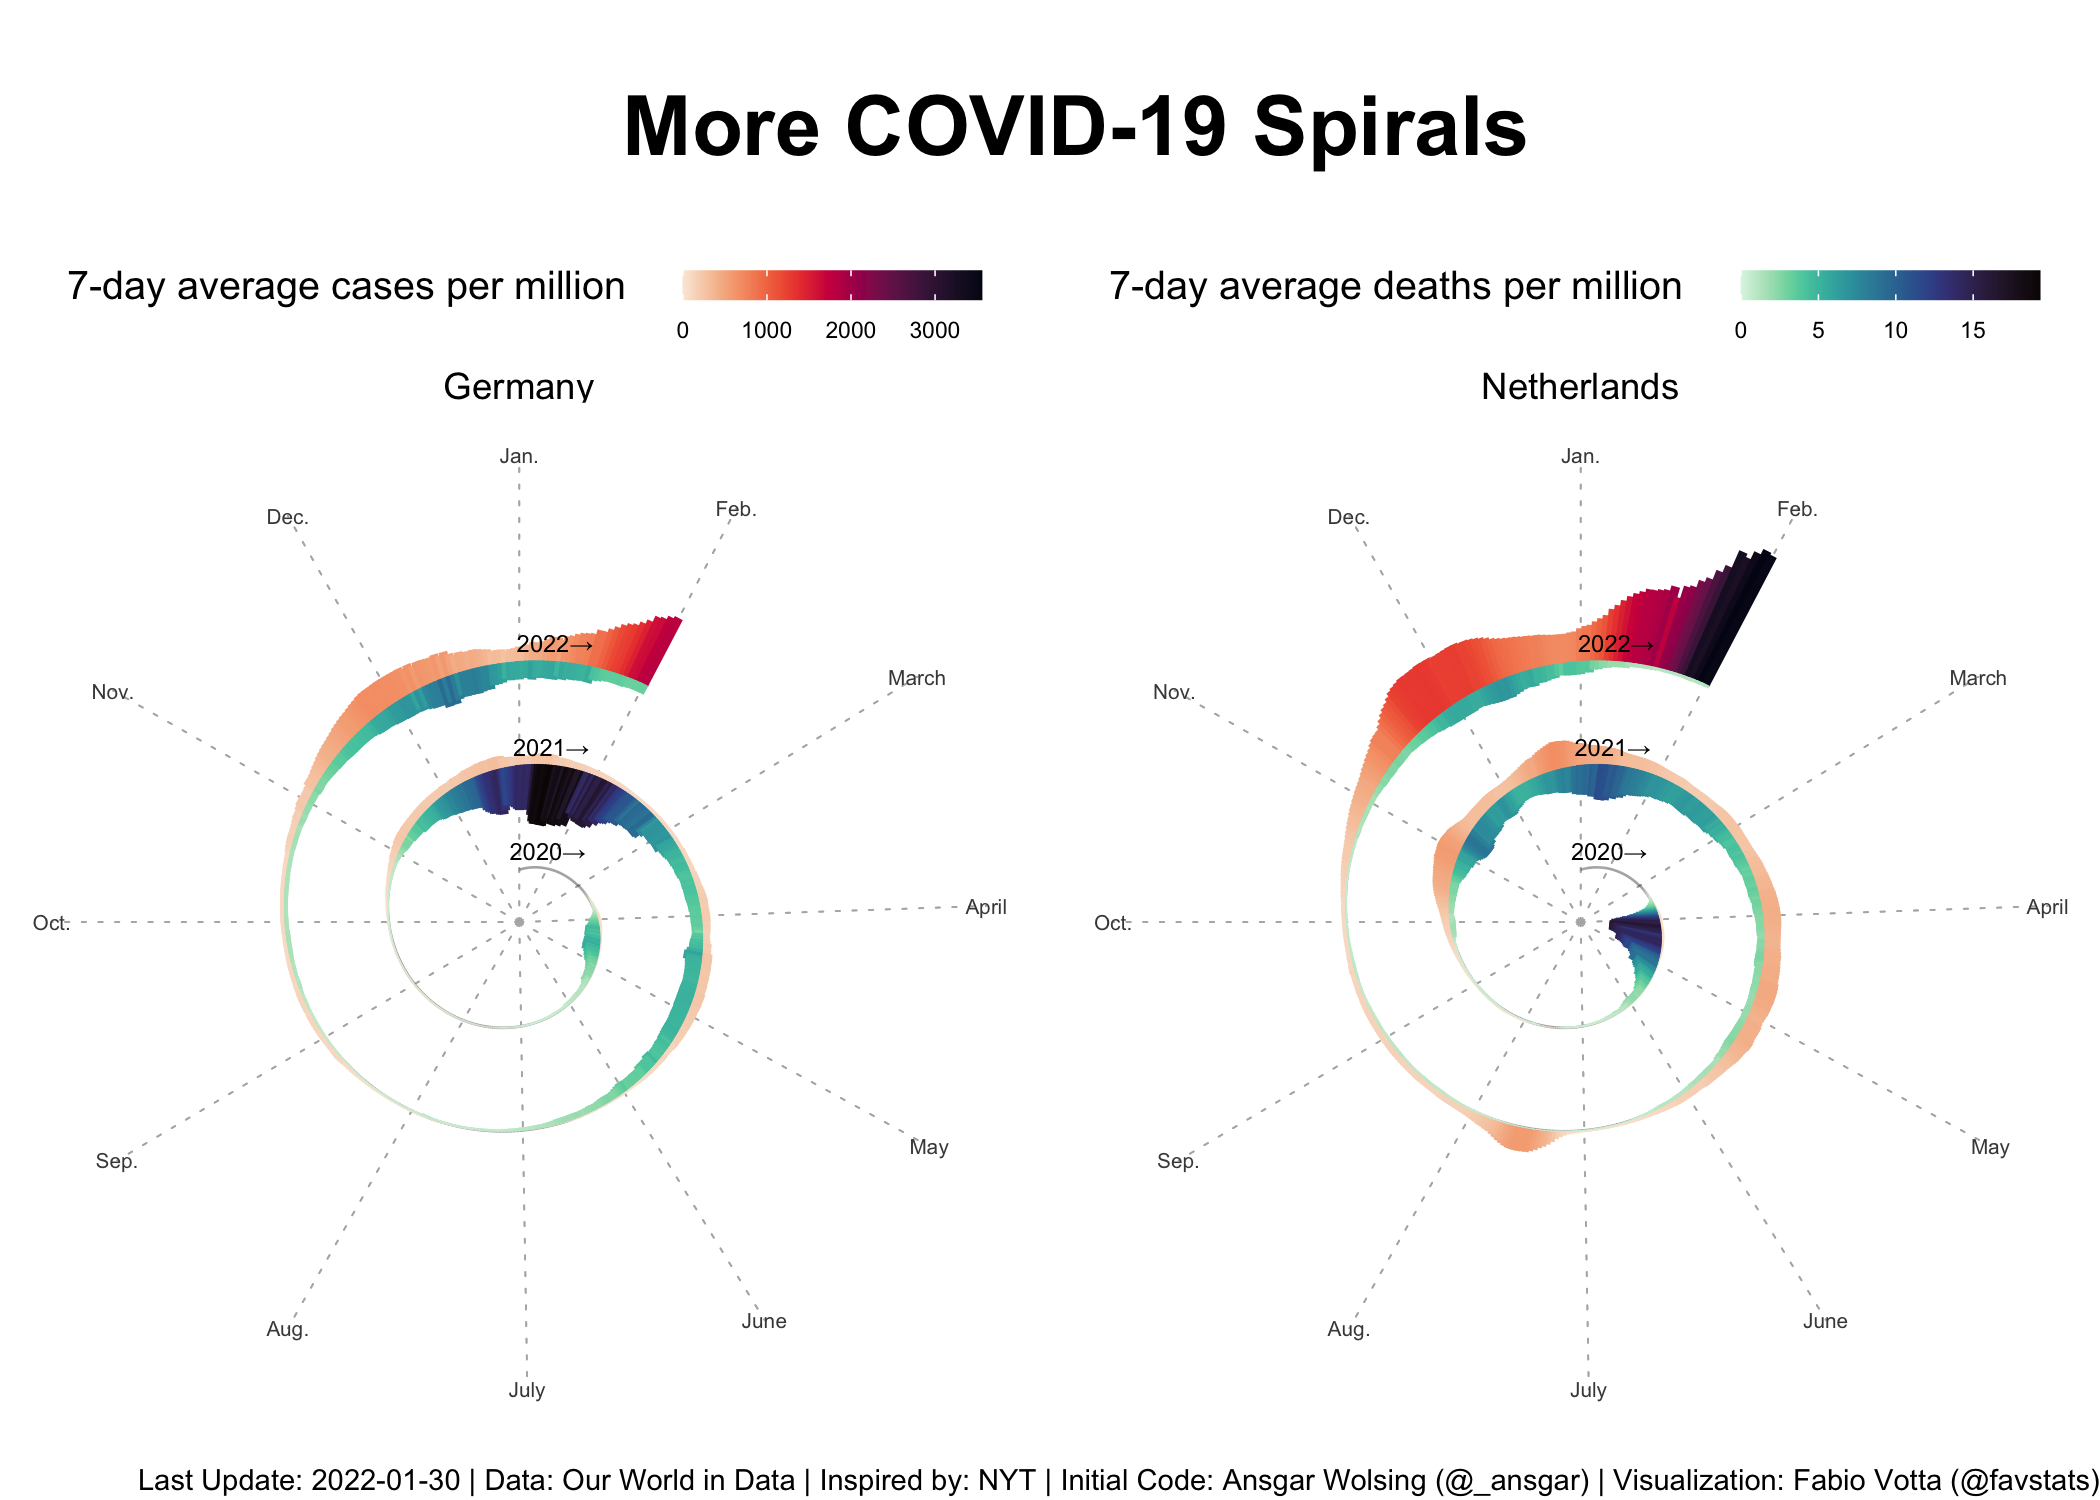 More COVID-19 Spirals
7-day average cases per million
0 1000 2000 3000
7-day average deaths per million
0 5 10 15
Germany
Jan.
Feb.
March
April
May
June
July
Aug.
Sep.
Oct.
Nov.
Dec.
2022→
2021→
2020→
Netherlands
Jan.
Feb.
March
April
May
June
July
Aug.
Sep.
Oct.
Nov.
Dec.
2022→
2021→
2020→
Last Update: 2022-01-30 | Data: Our World in Data | Inspired by: NYT | Initial Code: Ansgar Wolsing (@_ansgar) | Visualization: Fabio Votta (@favstats)